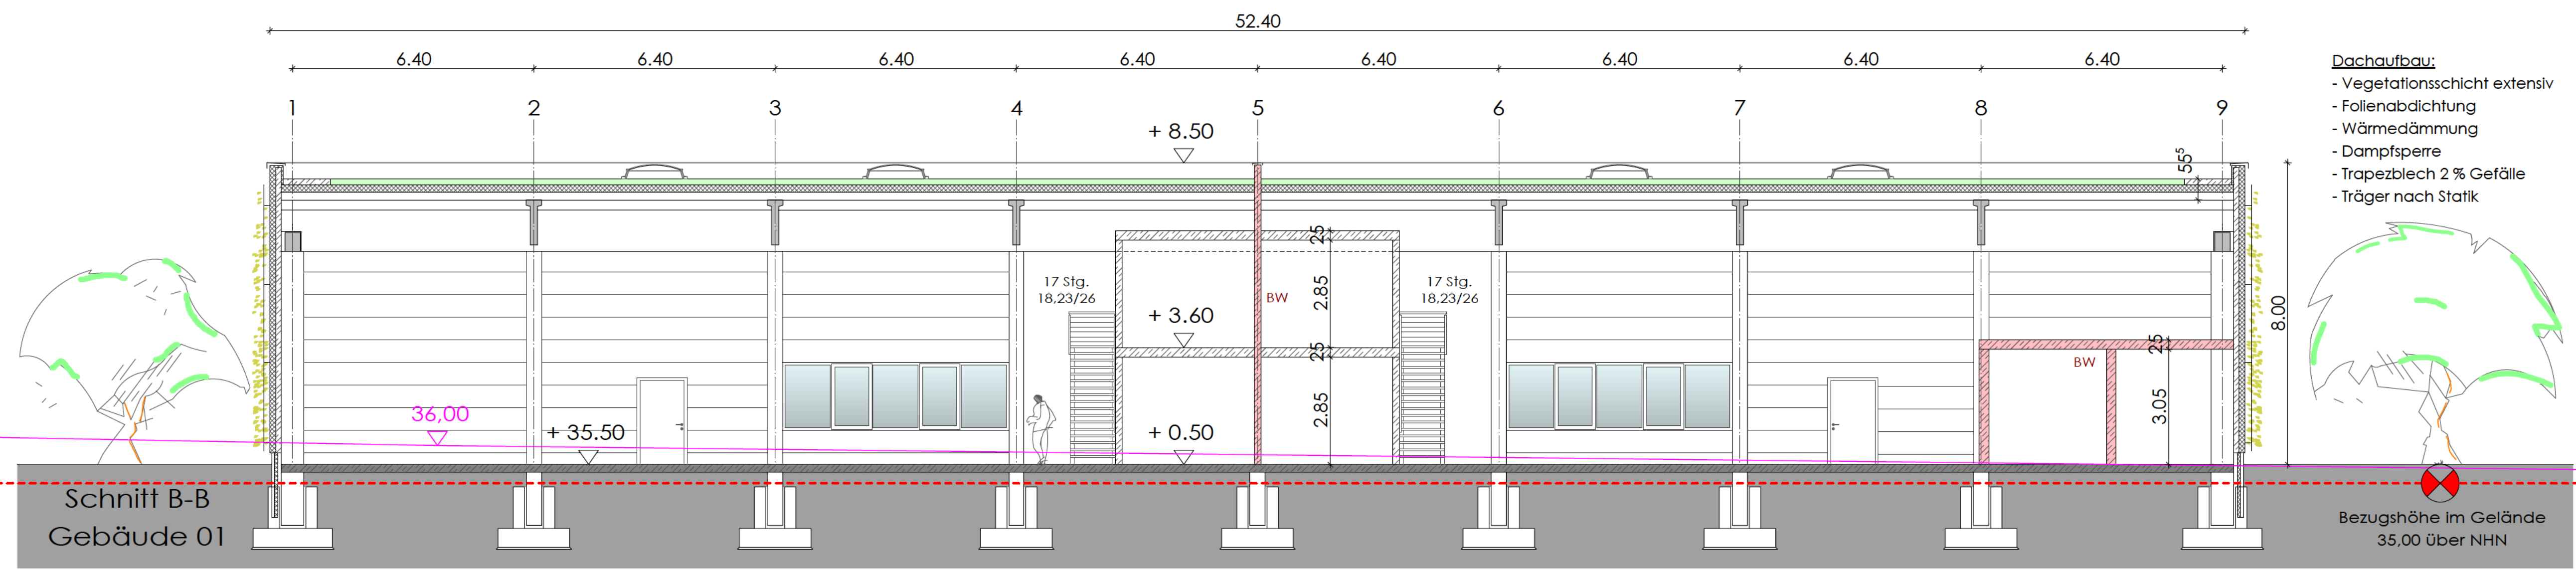 52.40
6.40 6.40 6.40 6.40 6.40 6.40 6.40 6.40
1 2 3 4 5 6 7 8 9
Dachaufbau:
- Vegetationsschicht extensiv
- Folienabdichtung
- Wärmedämmung
- Dampfsperre
- Trapezblech 2 % Gefälle
- Träger nach Statik
+ 8.50
55⁵
25
17 Stg.
18,23/26
2.85
BW
17 Stg.
18,23/26
8.00
+ 3.60
25
25
BW
36,00
+ 35.50
+ 0.50
2.85
3.05
Schnitt B-B
Gebäude 01
Bezugshöhe im Gelände
35,00 über NHN